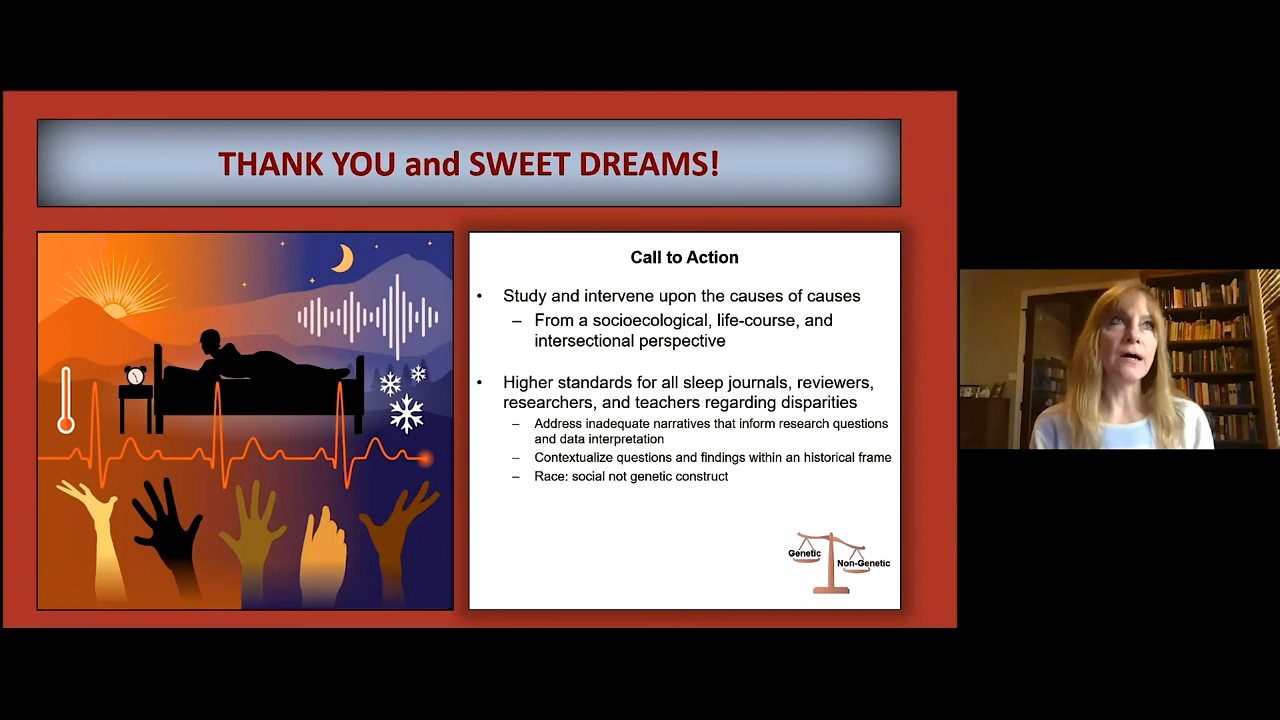 THANK YOU and SWEET DREAMS!
Call to Action
• Study and intervene upon the causes of causes
– From a socioecological, life-course, and
intersectional perspective
• Higher standards for all sleep journals, reviewers,
researchers, and teachers regarding disparities
– Address inadequate narratives that inform research questions
and data interpretation
– Contextualize questions and findings within an historical frame
– Race: social not genetic construct
Genetic
Non-Genetic